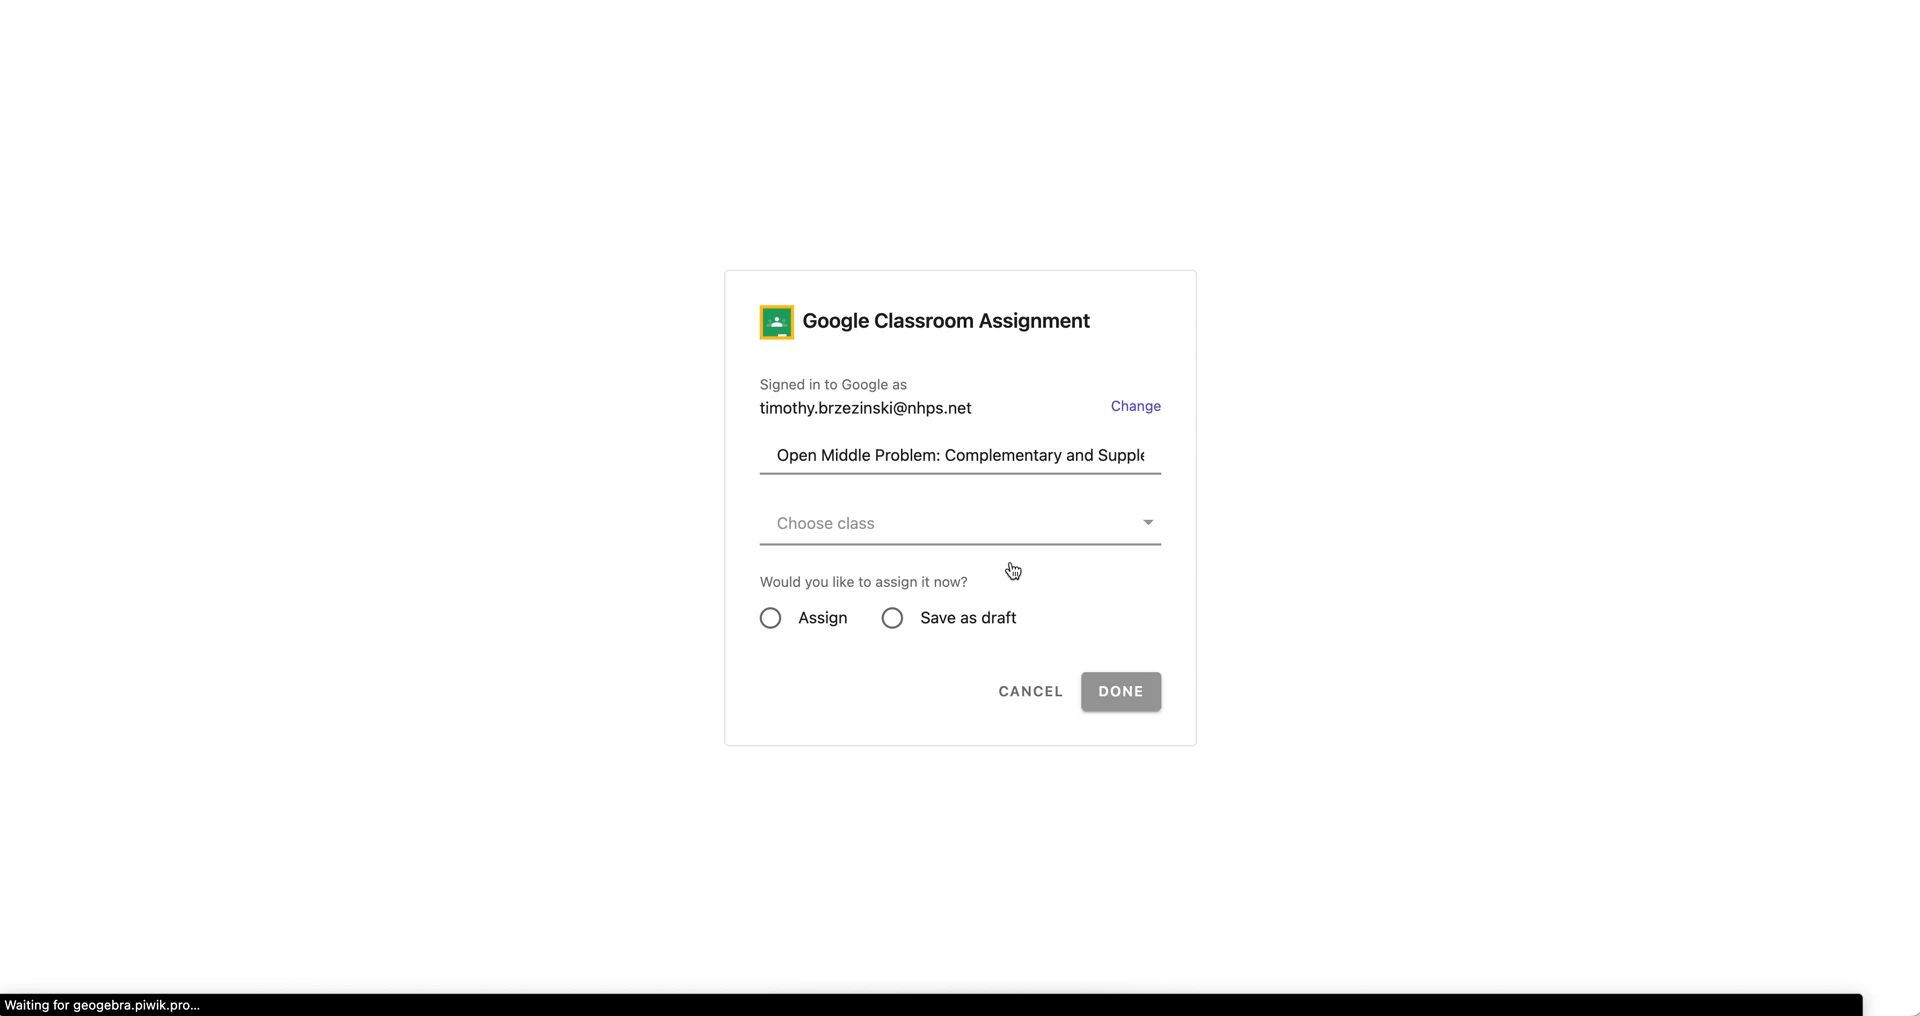 Google Classroom Assignment
Signed in to Google as
timothy.brzezinski@nhps.net
Change
Open Middle Problem: Complementary and Supple
Choose class
Would you like to assign it now?
Assign
Save as draft
CANCEL
DONE
Waiting for geogebra.piwik.pro...